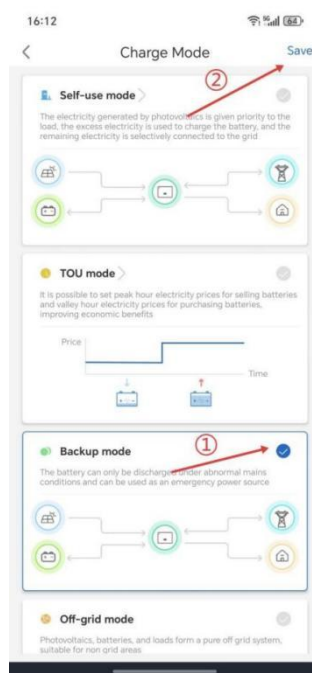 16:12
5G 64
Charge Mode
Save
②
Self-use mode
The electricity generated by photovoltaics is given priority to the
load, the excess electricity is used to charge the battery, and the
remaining electricity is selectively connected to the grid
TOU mode
It is possible to set peak hour electricity prices for selling batteries
and valley hour electricity prices for purchasing batteries,
improving economic benefits
Price
Time
①
Backup mode
The battery can only be discharged under abnormal mains
conditions and can be used as an emergency power source
Off-grid mode
Photovoltaics, batteries, and loads form a pure off grid system,
suitable for non grid areas